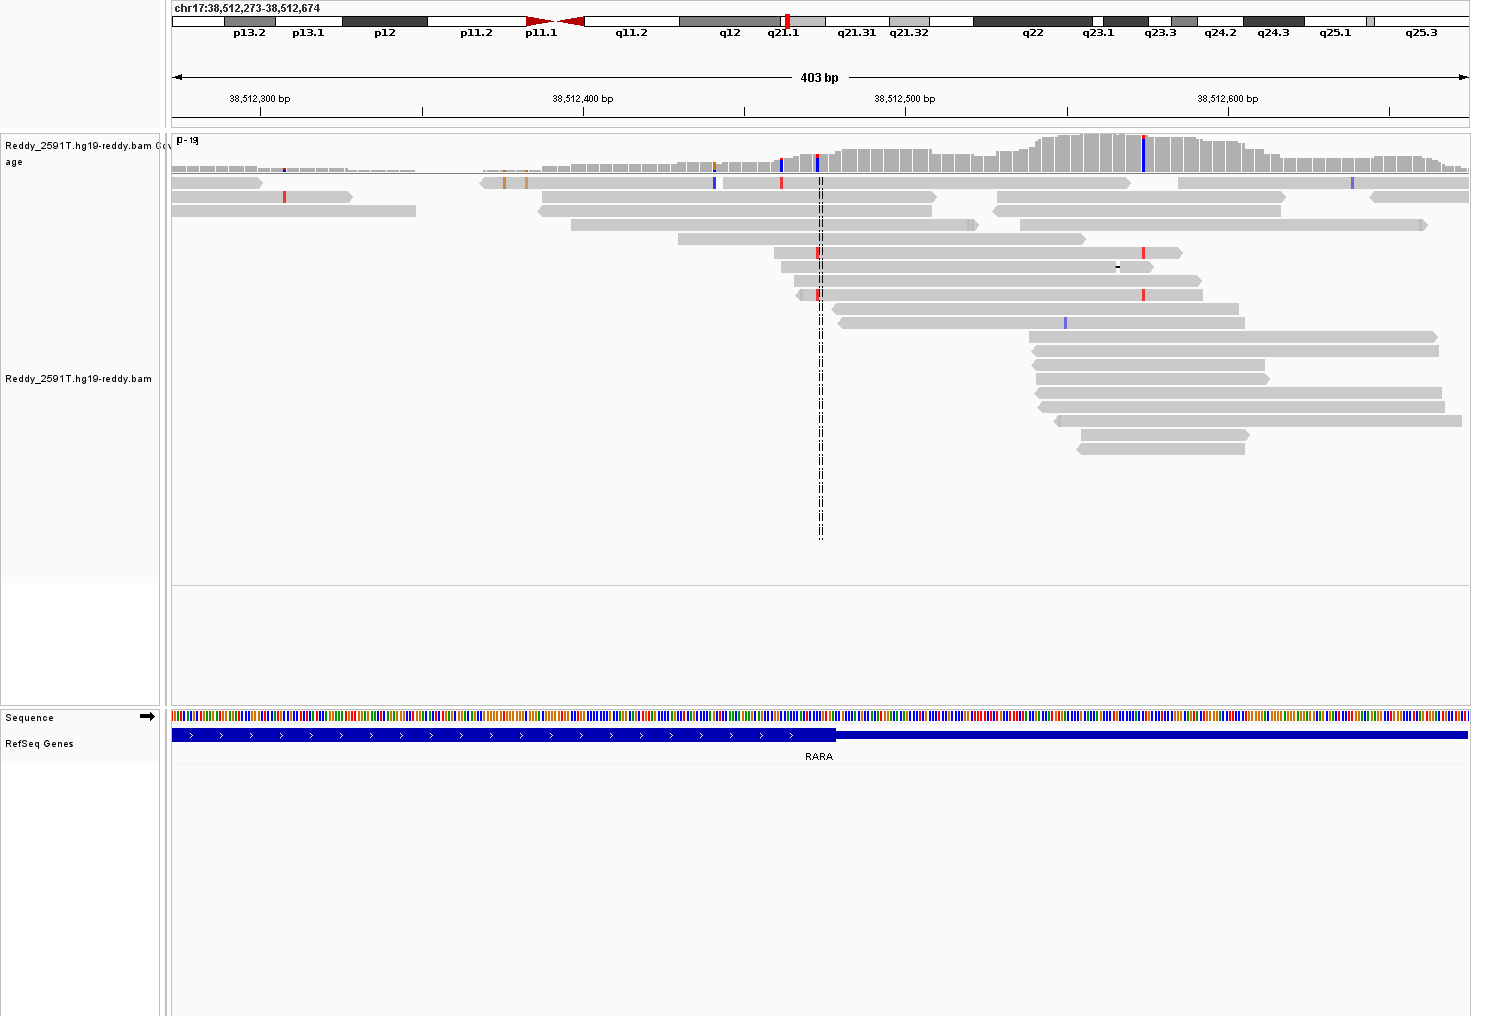 chr17:38,512,273-38,512,674
p13.2 p13.1 p12 p11.2 p11.1 q11.2 q12 q21.1 q21.31 q21.32 q22 q23.1 q23.3 q24.2 q24.3 q25.1 q25.3
403 bp
38,512,300 bp 38,512,400 bp 38,512,500 bp 38,512,600 bp
Reddy_2591T.hg19-reddy.bam Cov
age
[0 - 19]
Reddy_2591T.hg19-reddy.bam
Sequence
RefSeq Genes
RARA